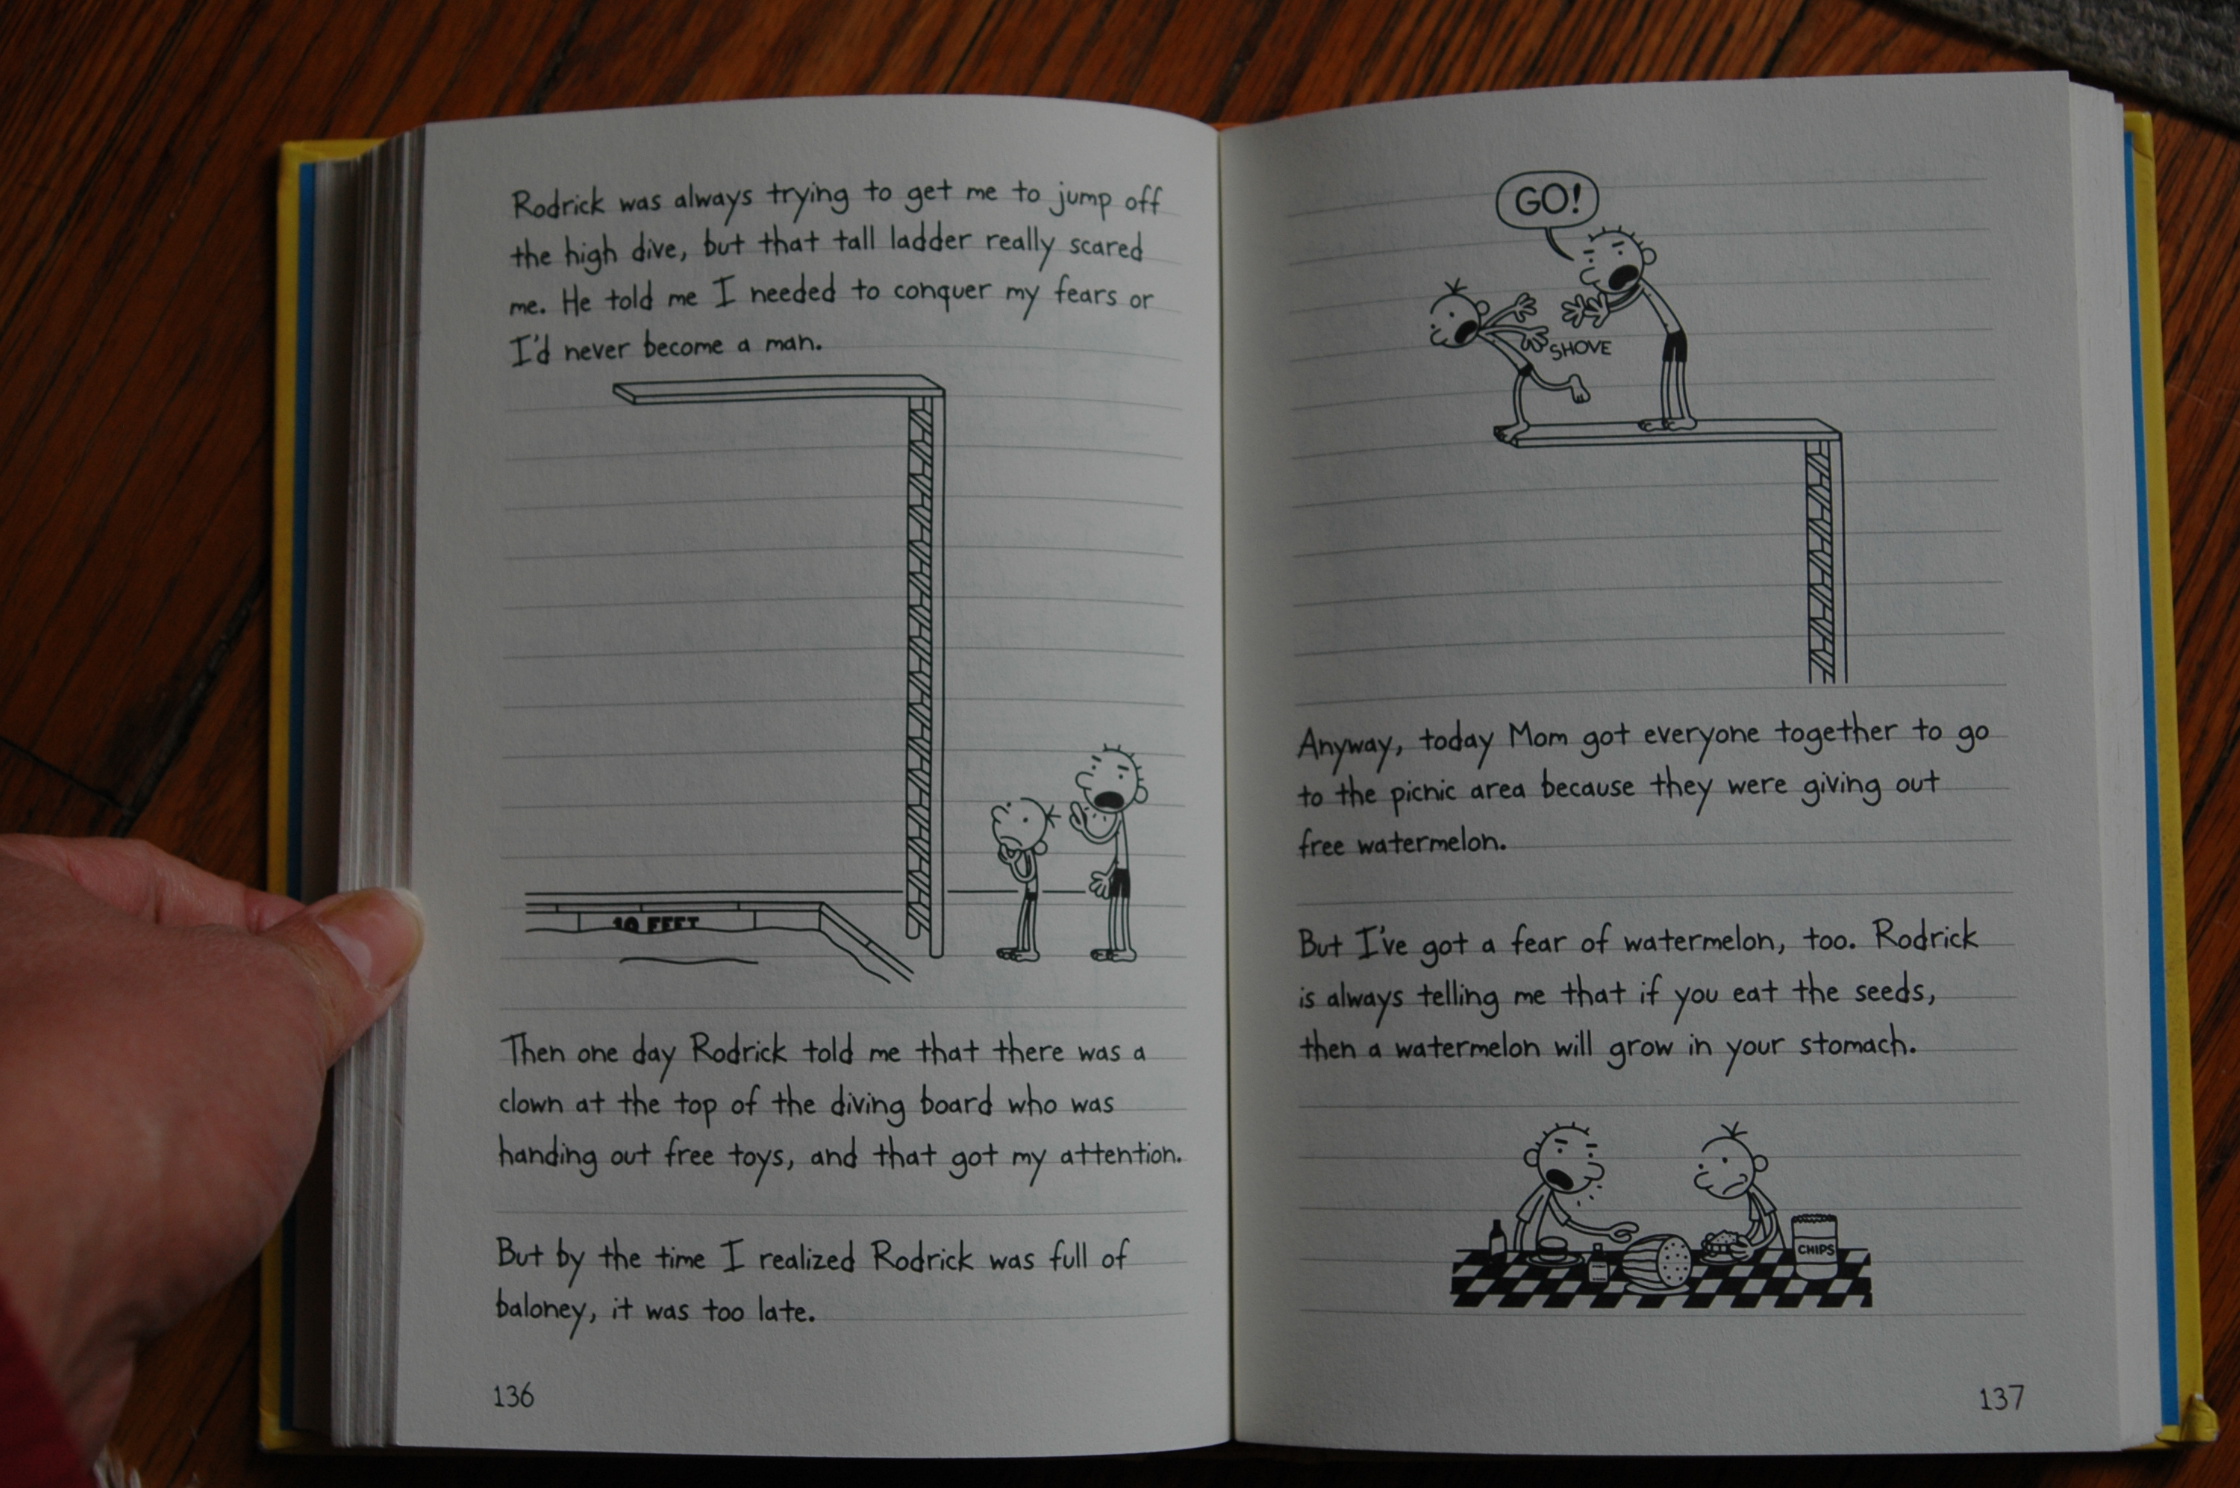 Rodrick was always trying to get me to jump off
the high dive, but that tall ladder really scared
me. He told me I needed to conquer my fears or
I'd never become a man.
10 FEET
Then one day Rodrick told me that there was a
clown at the top of the diving board who was
handing out free toys, and that got my attention.
But by the time I realized Rodrick was full of
baloney, it was too late.
136
GO!
SHOVE
Anyway, today Mom got everyone together to go
to the picnic area because they were giving out
free watermelon.
But I've got a fear of watermelon, too. Rodrick
is always telling me that if you eat the seeds,
then a watermelon will grow in your stomach.
CHIPS
137